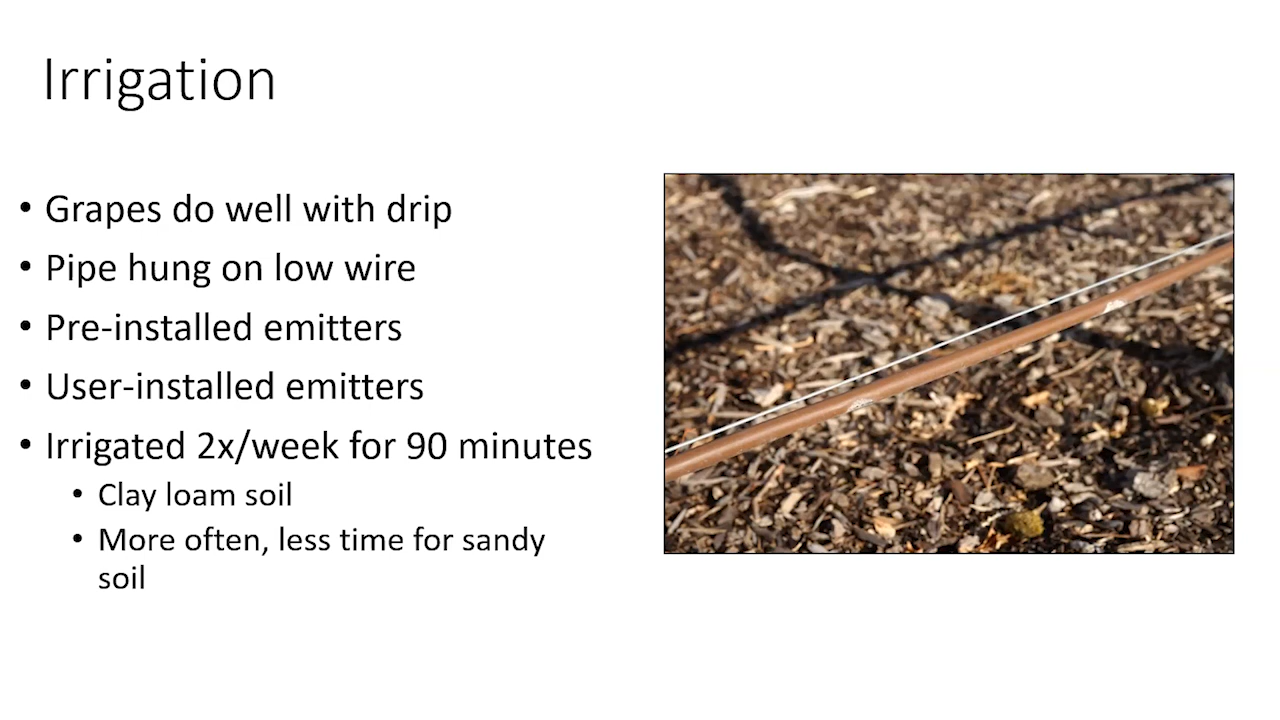 Irrigation
• Grapes do well with drip
• Pipe hung on low wire
• Pre-installed emitters
• User-installed emitters
• Irrigated 2x/week for 90 minutes
• Clay loam soil
• More often, less time for sandy
soil